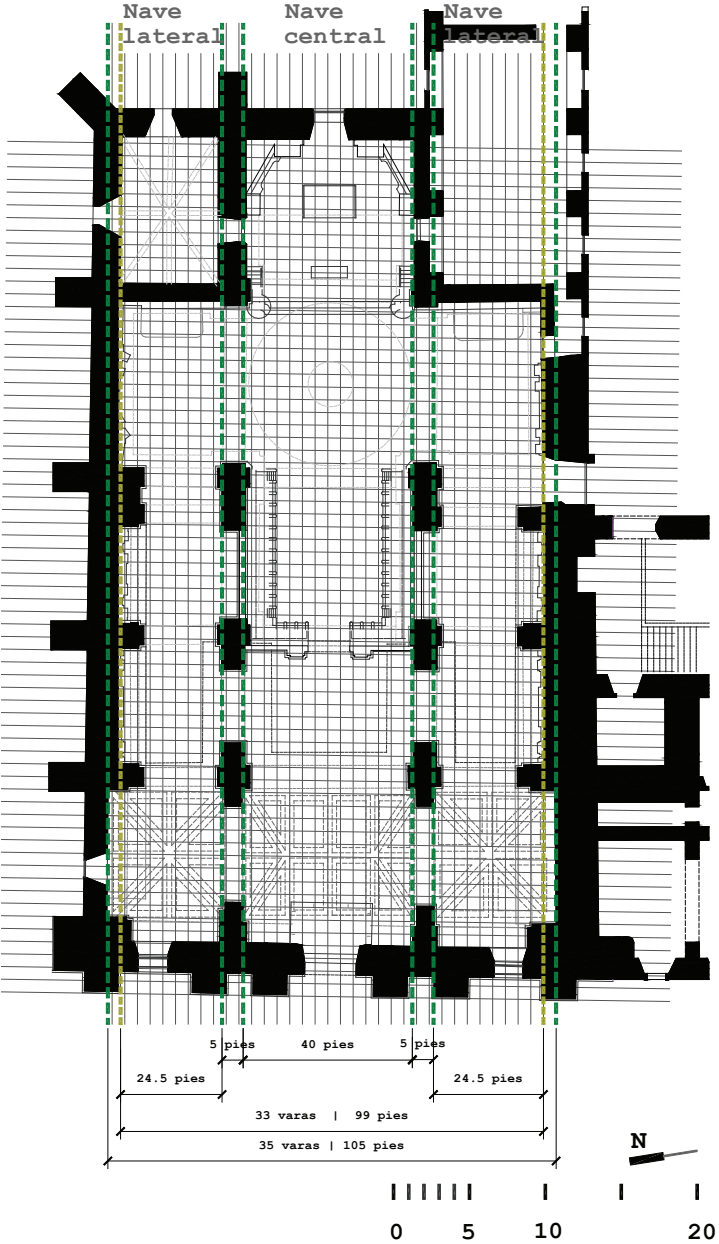 Nave lateral
Nave central
Nave lateral
5 pies
40 pies
5 pies
24.5 pies
24.5 pies
33 varas | 99 pies
35 varas | 105 pies
N
0 5 10 20